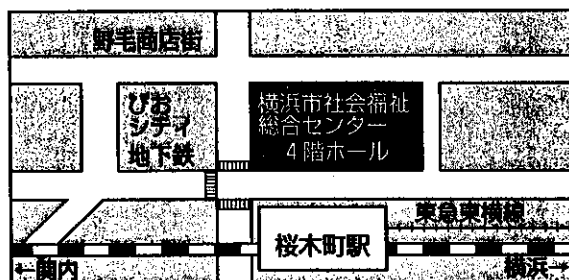 野毛商店街
ぴお
シティ
地下鉄
横浜市社会福祉
総合センター
4階ホール
東急東横線
桜木町駅
←関内
横浜→